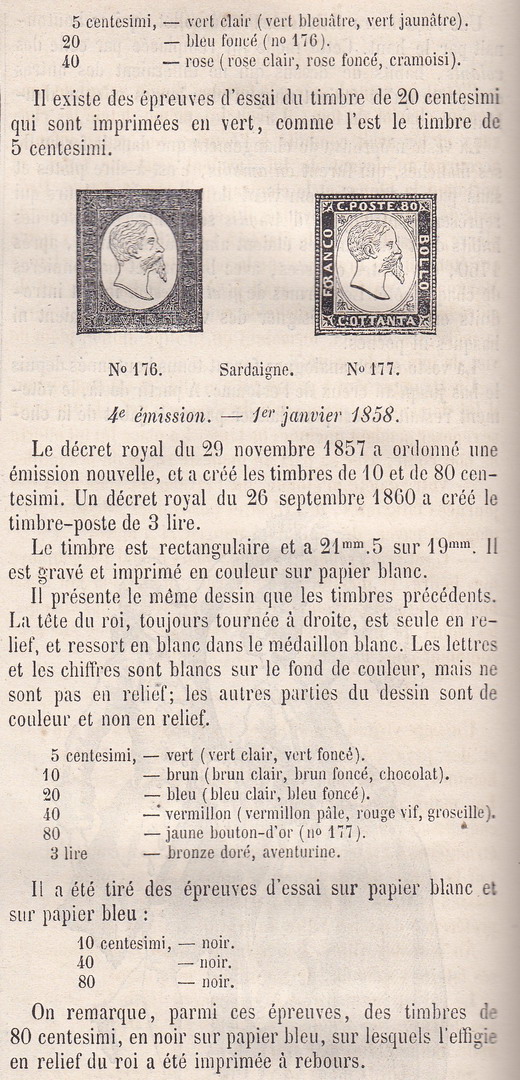 5 centesimi, — vert clair (vert bleuâtre, vert jaunâtre).
20 — bleu foncé (nº 176).
40 — rose (rose clair, rose foncé, cramoisi).
Il existe des épreuves d'essai du timbre de 20 centesimi
qui sont imprimées en vert, comme l'est le timbre de
5 centesimi.
C. POSTE. 80
FRANCO
BOLLO
C. OTTANTA
Nº 176. Sardaigne. Nº 177.
4e émission. — 1er janvier 1858.
Le décret royal du 29 novembre 1857 a ordonné une
émission nouvelle, et a créé les timbres de 10 et de 80 cen-
tesimi. Un décret royal du 26 septembre 1860 a créé le
timbre-poste de 3 lire.
Le timbre est rectangulaire et a 21mm.5 sur 19mm. Il
est gravé et imprimé en couleur sur papier blanc.
Il présente le même dessin que les timbres précédents.
La tête du roi, toujours tournée à droite, est seule en re-
lief, et ressort en blanc dans le médaillon blanc. Les lettres
et les chiffres sont blancs sur le fond de couleur, mais ne
sont pas en relief; les autres parties du dessin sont de
couleur et non en relief.
5 centesimi, — vert (vert clair, vert foncé).
10 — brun (brun clair, brun foncé, chocolat).
20 — bleu (bleu clair, bleu foncé).
40 — vermillon (vermillon pâle, rouge vif, groseille).
80 — jaune bouton-d'or (nº 177).
3 lire — bronze doré, aventurine.
Il a été tiré des épreuves d'essai sur papier blanc et
sur papier bleu :
10 centesimi, — noir.
40 — noir.
80 — noir.
On remarque, parmi ces épreuves, des timbres de
80 centesimi, en noir sur papier bleu, sur lesquels l'effigie
en relief du roi a été imprimée à rebours.